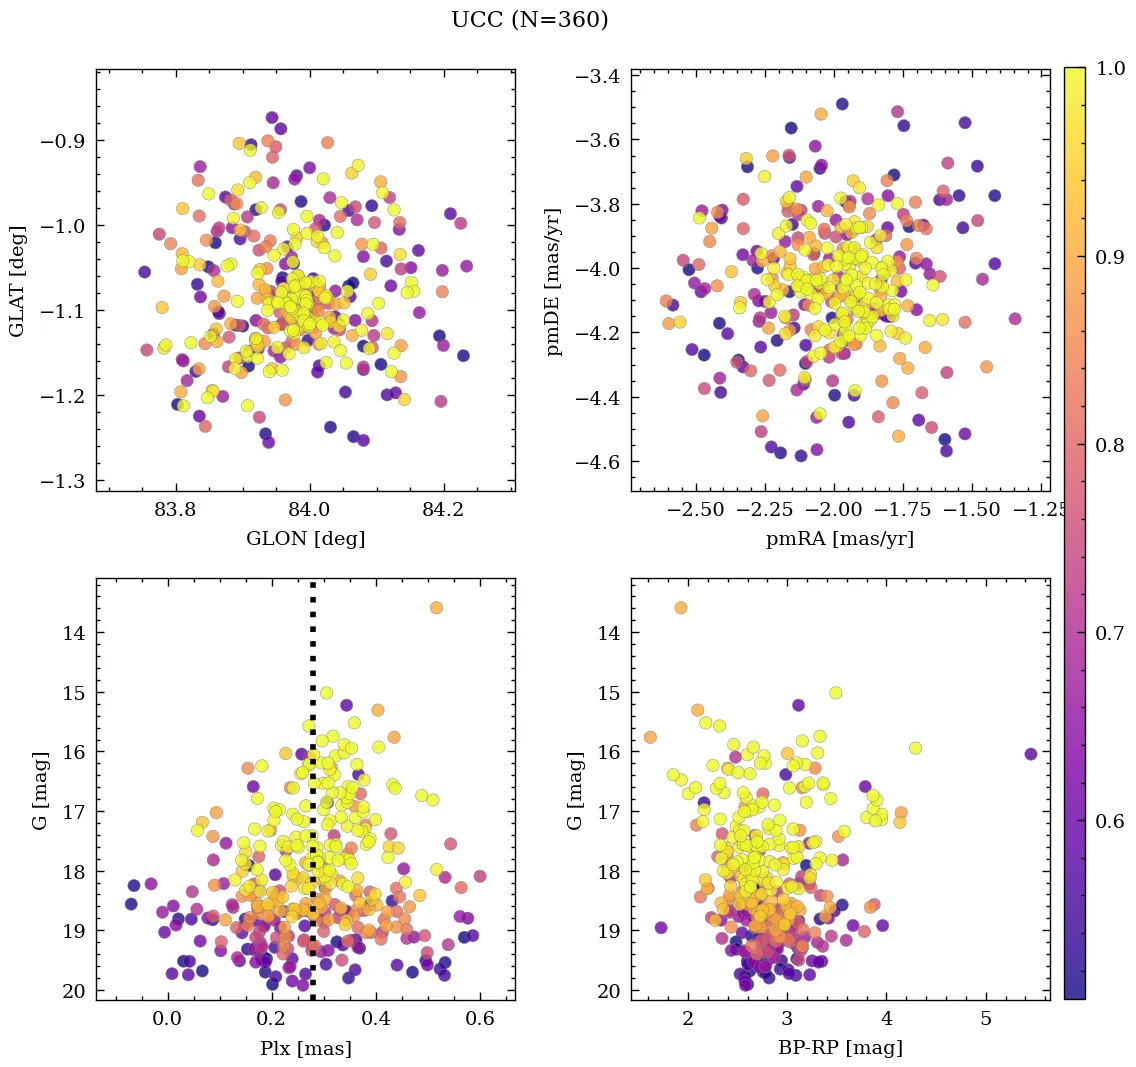 UCC (N=360)
−0.9
−1.0
−1.1
−1.2
−1.3
GLAT [deg]
83.8 84.0 84.2
GLON [deg]
−3.4
−3.6
−3.8
−4.0
−4.2
−4.4
−4.6
pmDE [mas/yr]
−2.50 −2.25 −2.00 −1.75 −1.50 −1.25
pmRA [mas/yr]
1.0
0.9
0.8
0.7
0.6
14
15
16
17
18
19
20
G [mag]
0.0 0.2 0.4 0.6
Plx [mas]
14
15
16
17
18
19
20
G [mag]
2 3 4 5
BP-RP [mag]